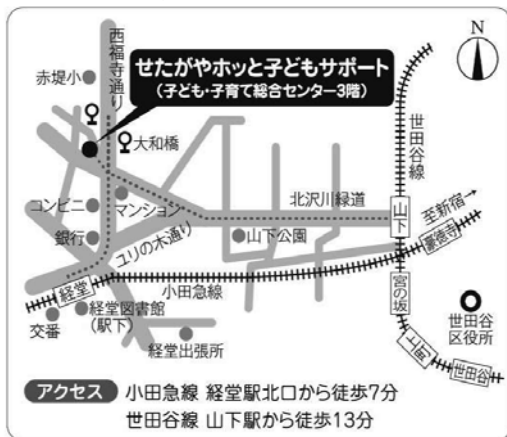 N
西福寺通り
赤堤小
せたがやホッと子どもサポート
(子ども・子育て総合センター3階)
大和橋
世田谷線
コンビニ
マンション
北沢川緑道
山下
至新宿→
銀行
ユリの木通り
山下公園
豪徳寺
経堂
小田急線
宮の坂
交番
経堂図書館
(駅下)
経堂出張所
世田谷
区役所
上町
世田谷
アクセス 小田急線 経堂駅北口から徒歩7分
世田谷線 山下駅から徒歩13分